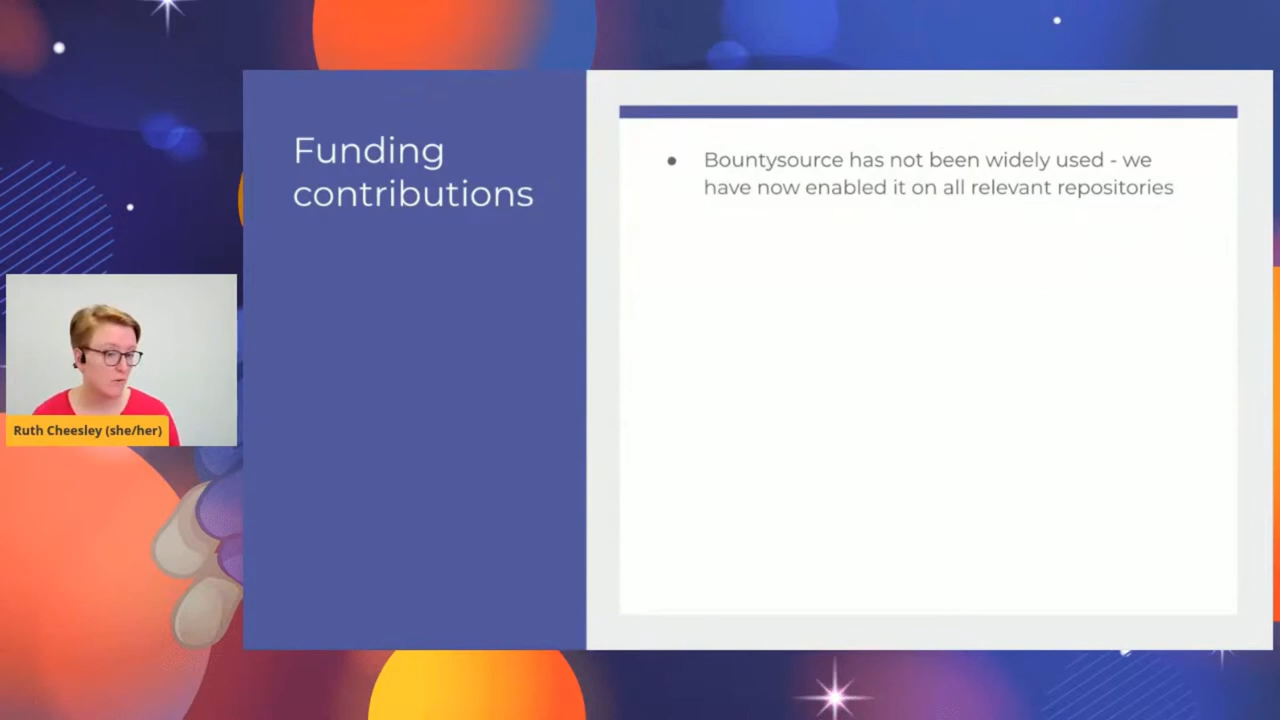 Funding
contributions
● Bountysource has not been widely used - we
have now enabled it on all relevant repositories
Ruth Cheesley (she/her)